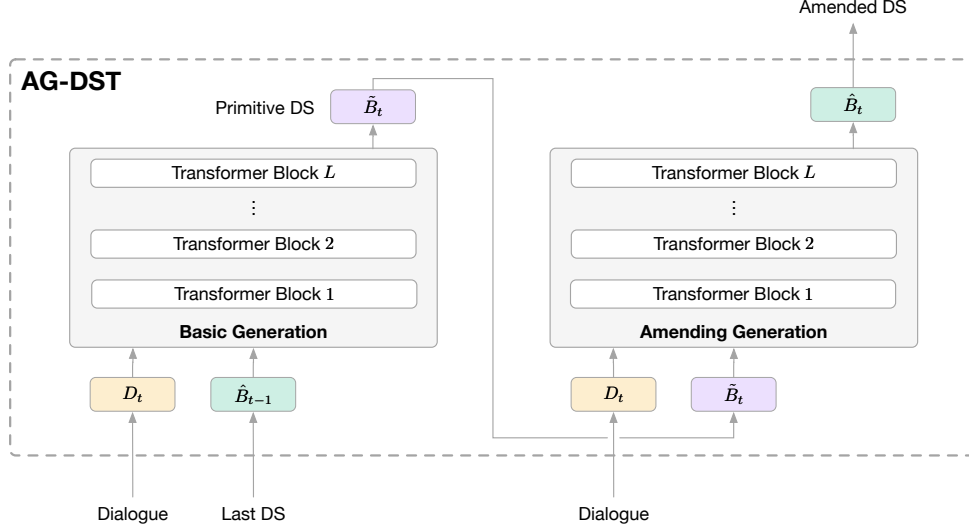 Amended DS
AG-DST
Primitive DS
B̃_t
B̂_t
Transformer Block L
⋮
Transformer Block 2
Transformer Block 1
Basic Generation
Transformer Block L
⋮
Transformer Block 2
Transformer Block 1
Amending Generation
D_t
B̂_{t−1}
D_t
B̃_t
Dialogue
Last DS
Dialogue